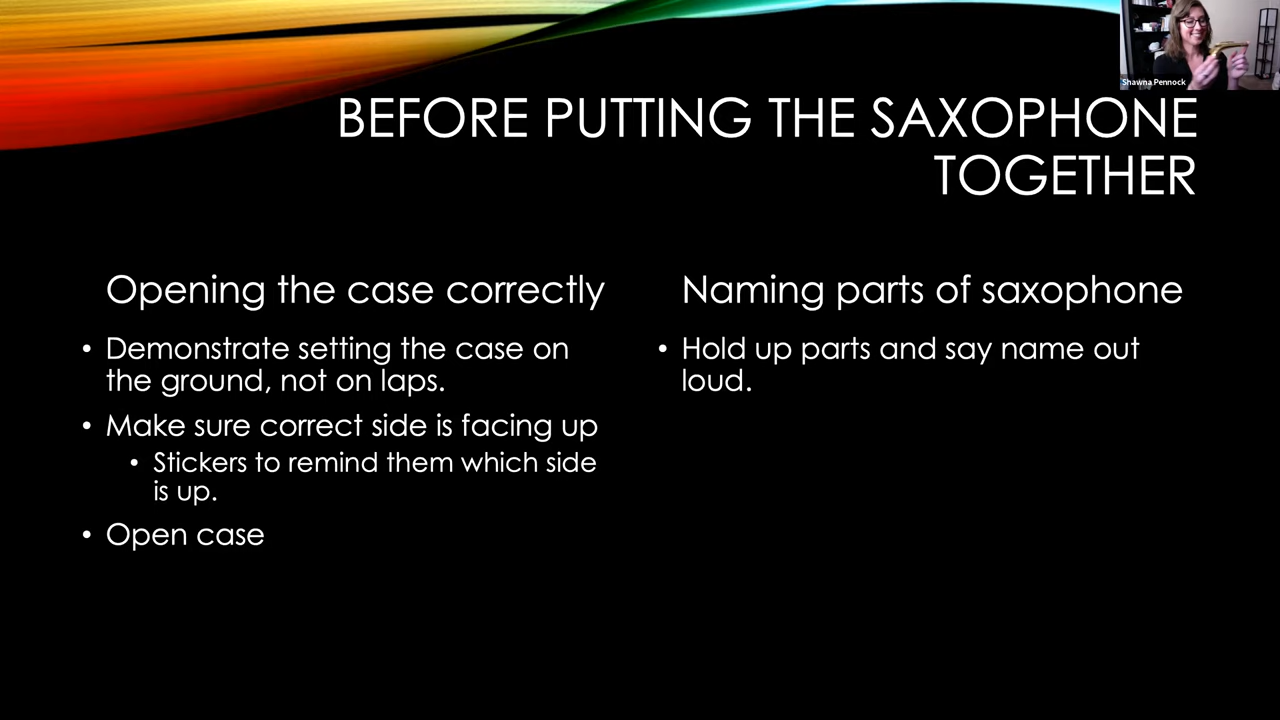 Shawna Pennock
BEFORE PUTTING THE SAXOPHONE
TOGETHER
Opening the case correctly
• Demonstrate setting the case on
the ground, not on laps.
• Make sure correct side is facing up
• Stickers to remind them which side
is up.
• Open case
Naming parts of saxophone
• Hold up parts and say name out
loud.